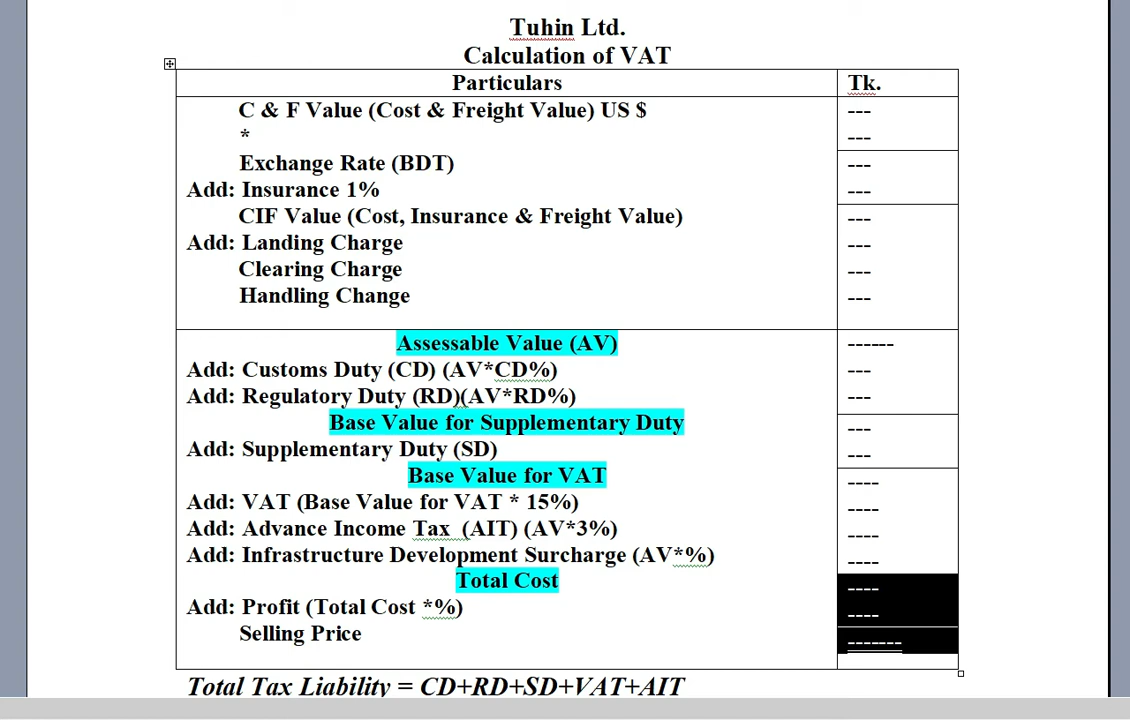 Tuhin Ltd.
Calculation of VAT
Particulars Tk.
C & F Value (Cost & Freight Value) US $ ---
* ---
Exchange Rate (BDT) ---
Add: Insurance 1% ---
CIF Value (Cost, Insurance & Freight Value) ---
Add: Landing Charge ---
Clearing Charge ---
Handling Change ---
Assessable Value (AV) ------
Add: Customs Duty (CD) (AV*CD%) ---
Add: Regulatory Duty (RD)(AV*RD%) ---
Base Value for Supplementary Duty ---
Add: Supplementary Duty (SD) ---
Base Value for VAT ----
Add: VAT (Base Value for VAT * 15%) ----
Add: Advance Income Tax (AIT) (AV*3%) ----
Add: Infrastructure Development Surcharge (AV*%) ----
Total Cost ----
Add: Profit (Total Cost *%) ----
Selling Price -------
Total Tax Liability = CD+RD+SD+VAT+AIT